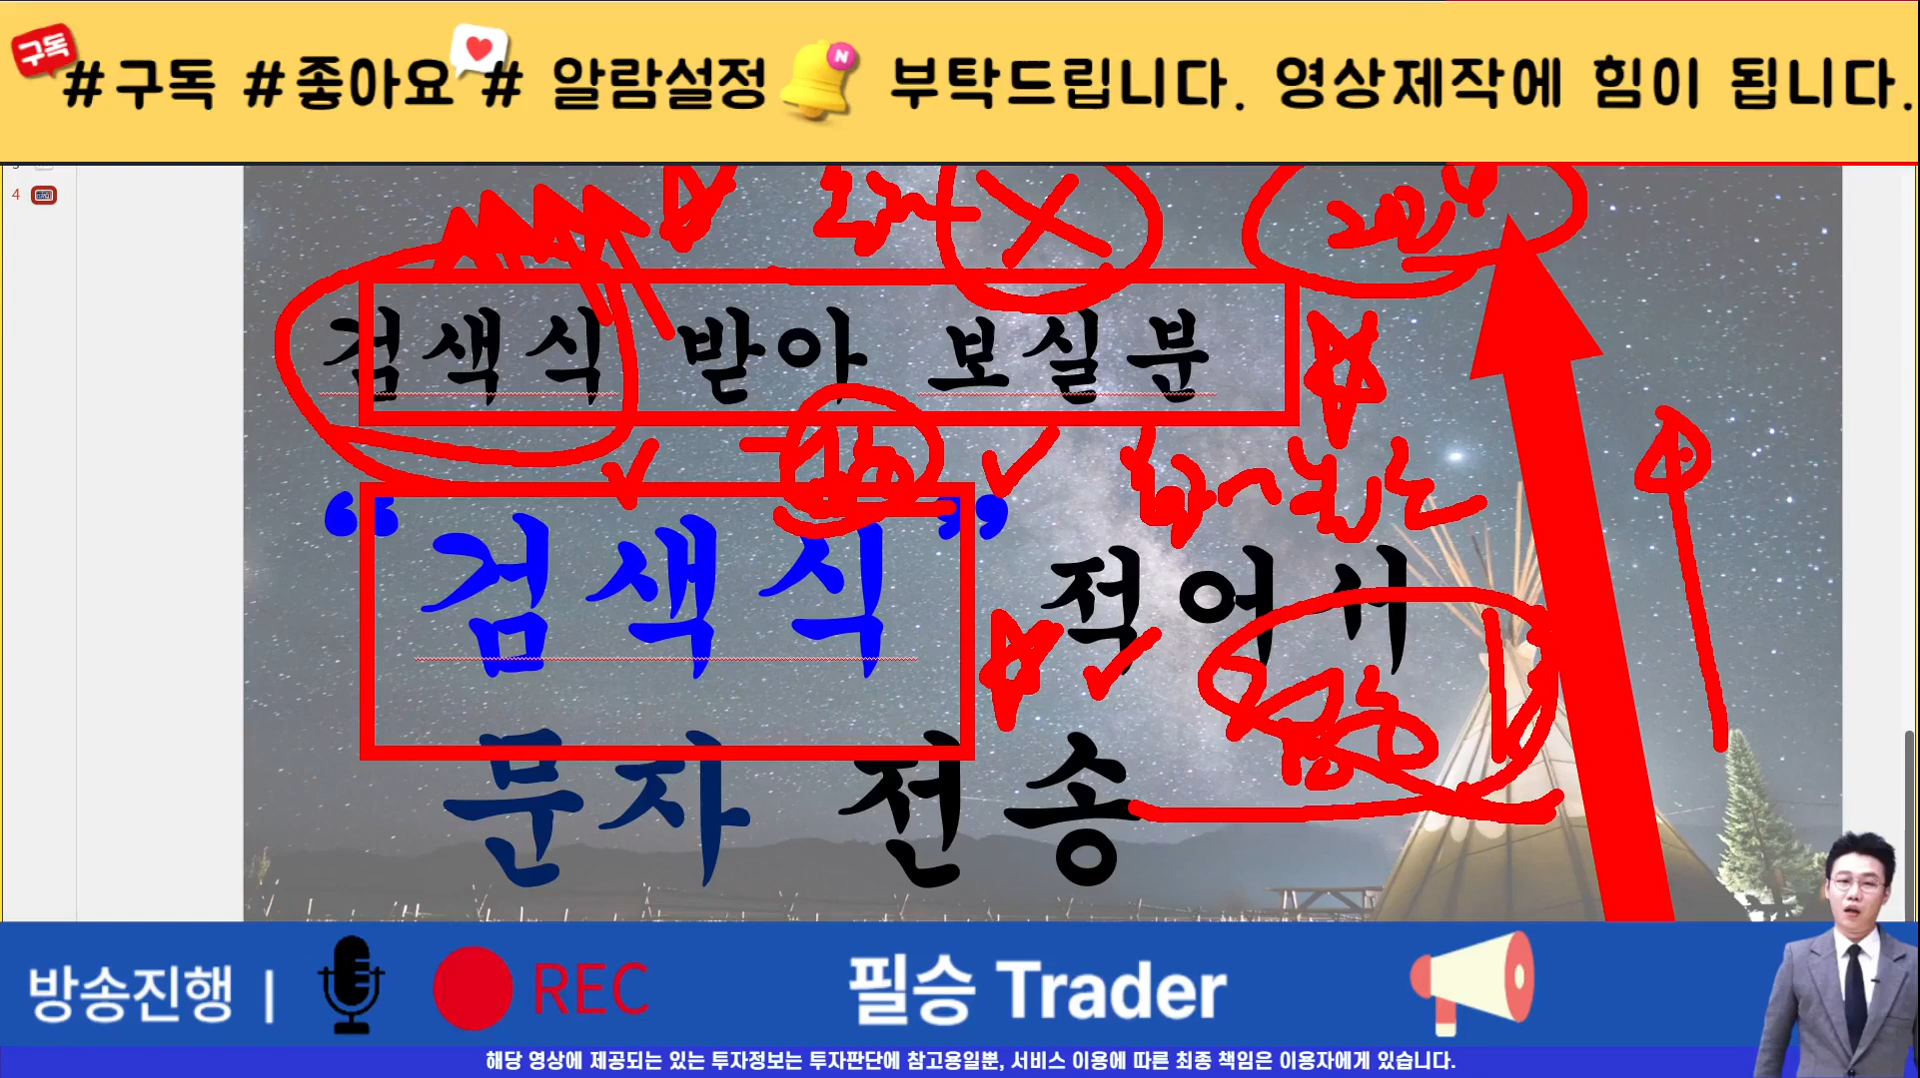 구독
#구독 #좋아요 # 알람설정 N 부탁드립니다. 영상제작에 힘이 됩니다.
4
검색식 받아 보실분
“검색식” 적어서
문자 전송
방송진행 | REC 필승 Trader
해당 영상에 제공되는 있는 투자정보는 투자판단에 참고용일뿐, 서비스 이용에 따른 최종 책임은 이용자에게 있습니다.